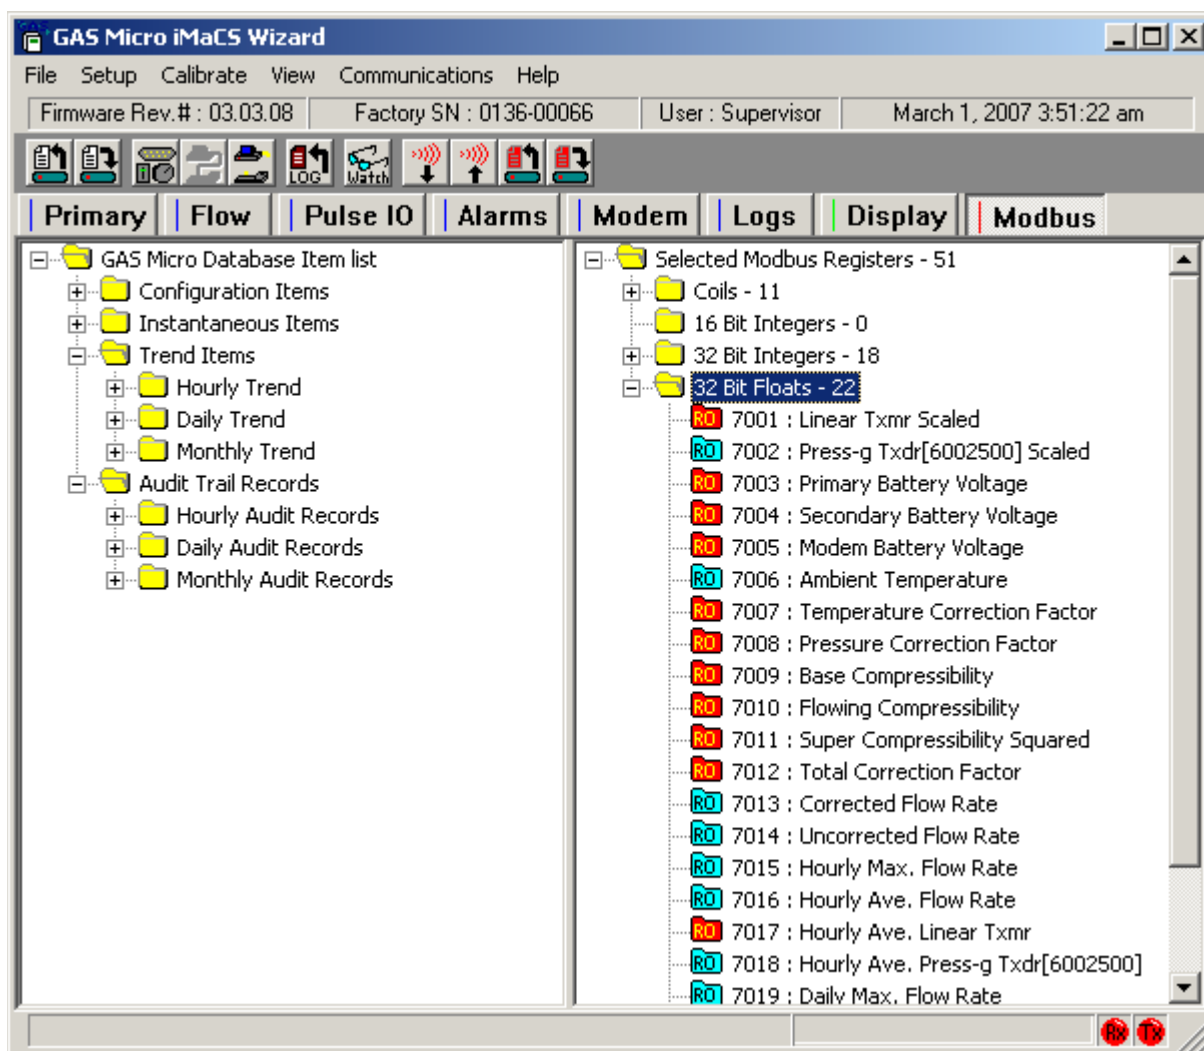 GAS Micro iMaCS Wizard
File Setup Calibrate View Communications Help
Firmware Rev.# : 03.03.08 Factory SN : 0136-00066 User : Supervisor March 1, 2007 3:51:22 am
LOG Watch
Primary Flow Pulse IO Alarms Modem Logs Display Modbus
GAS Micro Database Item list
Configuration Items
Instantaneous Items
Trend Items
Hourly Trend
Daily Trend
Monthly Trend
Audit Trail Records
Hourly Audit Records
Daily Audit Records
Monthly Audit Records
Selected Modbus Registers - 51
Coils - 11
16 Bit Integers - 0
32 Bit Integers - 18
32 Bit Floats - 22
RO 7001 : Linear Txmr Scaled
RO 7002 : Press-g Txdr[6002500] Scaled
RO 7003 : Primary Battery Voltage
RO 7004 : Secondary Battery Voltage
RO 7005 : Modem Battery Voltage
RO 7006 : Ambient Temperature
RO 7007 : Temperature Correction Factor
RO 7008 : Pressure Correction Factor
RO 7009 : Base Compressibility
RO 7010 : Flowing Compressibility
RO 7011 : Super Compressibility Squared
RO 7012 : Total Correction Factor
RO 7013 : Corrected Flow Rate
RO 7014 : Uncorrected Flow Rate
RO 7015 : Hourly Max. Flow Rate
RO 7016 : Hourly Ave. Flow Rate
RO 7017 : Hourly Ave. Linear Txmr
RO 7018 : Hourly Ave. Press-g Txdr[6002500]
RO 7019 : Daily Max. Flow Rate
Rx Tx